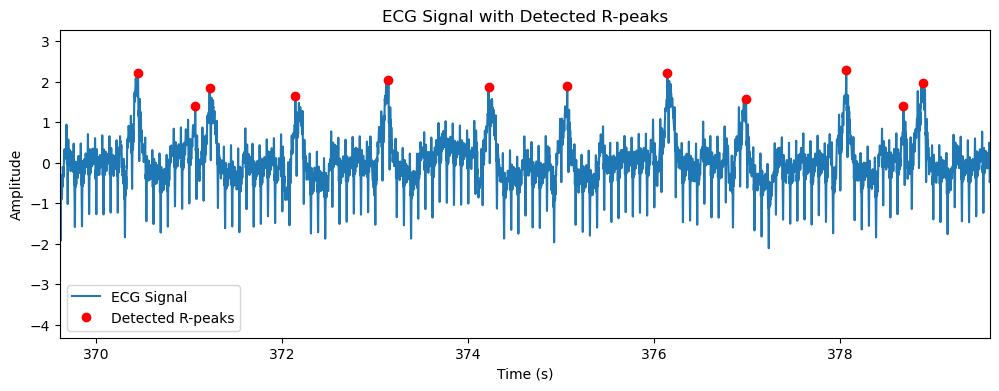 ECG Signal with Detected R-peaks
3
2
1
0
−1
−2
−3
−4
Amplitude
ECG Signal
Detected R-peaks
370 372 374 376 378
Time (s)